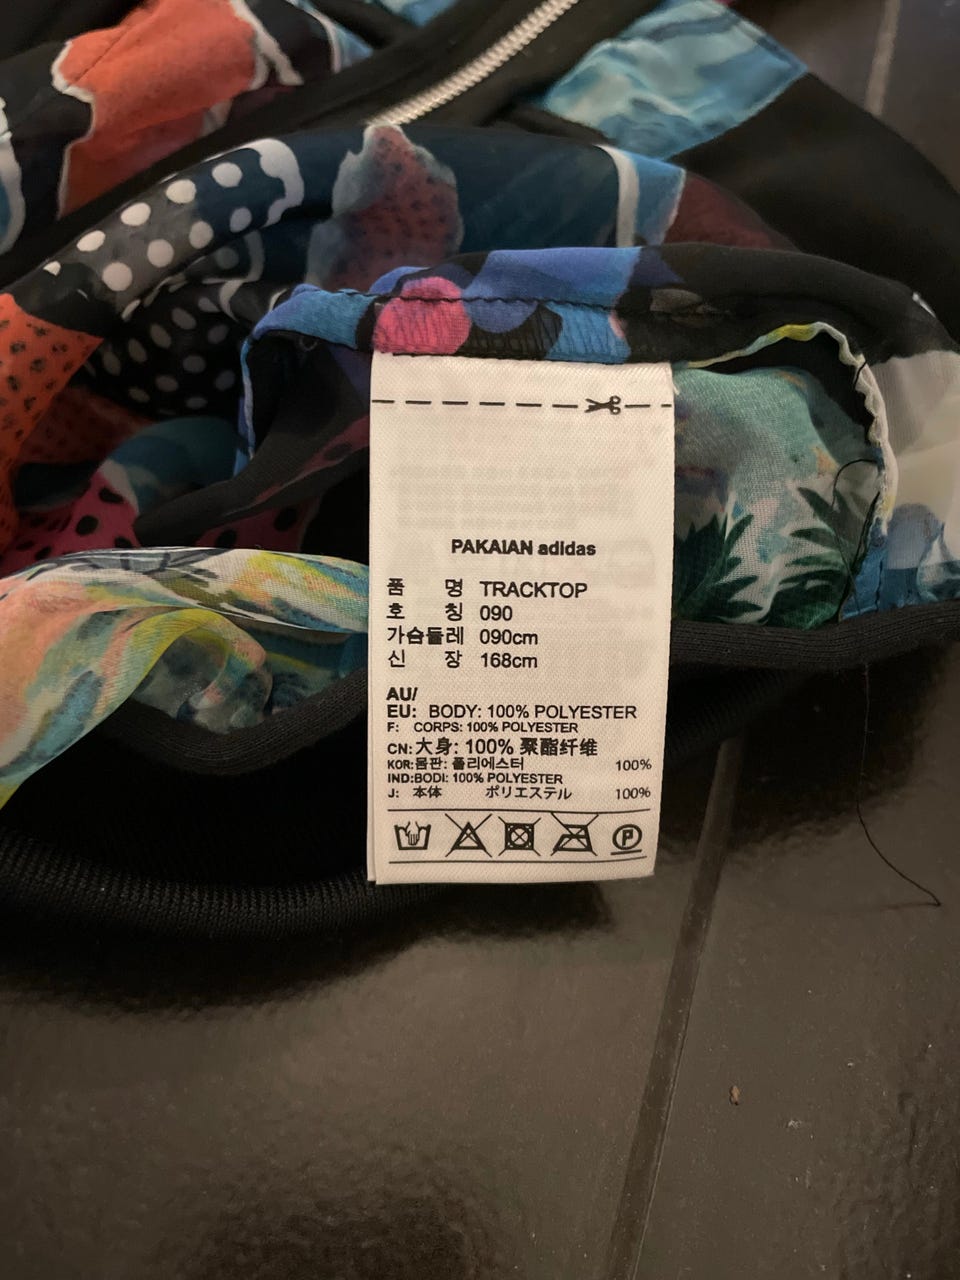 PAKAIAN adidas
품 명 TRACKTOP
호 칭 090
가슴둘레 090cm
신 장 168cm
AU/
EU: BODY: 100% POLYESTER
F: CORPS: 100% POLYESTER
CN: 大身: 100% 聚酯纤维
KOR:몸판: 폴리에스터 100%
IND:BODI: 100% POLYESTER
J: 本体 ポリエステル 100%
P